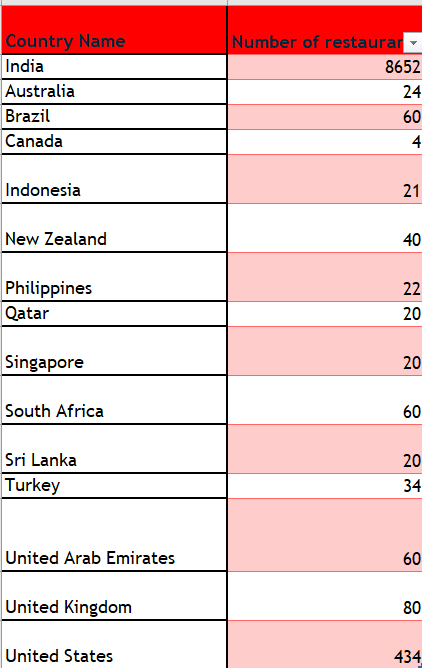 Country Name Number of restauran
India 8652
Australia 24
Brazil 60
Canada 4
Indonesia 21
New Zealand 40
Philippines 22
Qatar 20
Singapore 20
South Africa 60
Sri Lanka 20
Turkey 34
United Arab Emirates 60
United Kingdom 80
United States 434